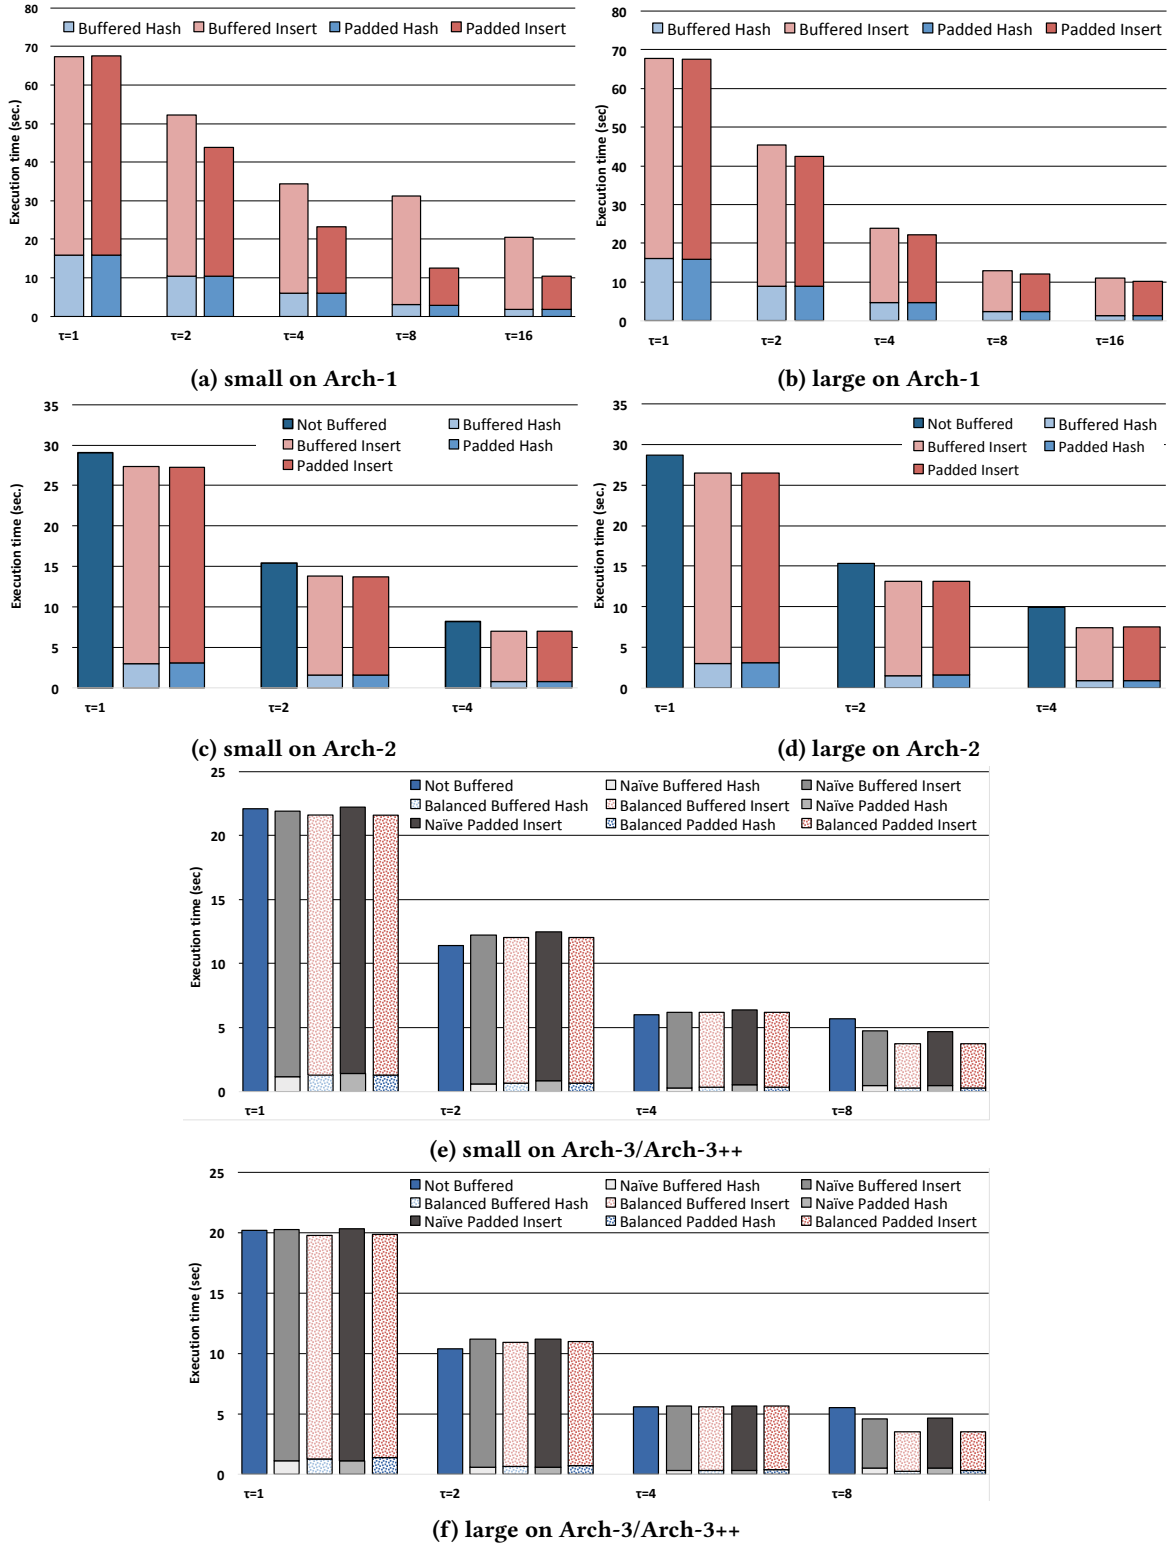 80
Buffered Hash Buffered Insert Padded Hash Padded Insert
70
60
50
40
30
20
10
0
Execution time (sec.)
τ=1 τ=2 τ=4 τ=8 τ=16
(a) small on Arch-1
80
Buffered Hash Buffered Insert Padded Hash Padded Insert
70
60
50
40
30
20
10
0
Execution time (sec)
τ=1 τ=2 τ=4 τ=8 τ=16
(b) large on Arch-1
35
Not Buffered Buffered Hash
Buffered Insert Padded Hash
Padded Insert
30
25
20
15
10
5
0
Execution time (sec.)
τ=1 τ=2 τ=4
(c) small on Arch-2
35
Not Buffered Buffered Hash
Buffered Insert Padded Hash
Padded Insert
30
25
20
15
10
5
0
Execution time (sec.)
τ=1 τ=2 τ=4
(d) large on Arch-2
25
Not Buffered Naïve Buffered Hash Naïve Buffered Insert
Balanced Buffered Hash Balanced Buffered Insert Naïve Padded Hash
Naïve Padded Insert Balanced Padded Hash Balanced Padded Insert
20
15
10
5
0
Execution time (sec)
τ=1 τ=2 τ=4 τ=8
(e) small on Arch-3/Arch-3++
25
Not Buffered Naïve Buffered Hash Naïve Buffered Insert
Balanced Buffered Hash Balanced Buffered Insert Naïve Padded Hash
Naïve Padded Insert Balanced Padded Hash Balanced Padded Insert
20
15
10
5
0
Execution time (sec)
τ=1 τ=2 τ=4 τ=8
(f) large on Arch-3/Arch-3++